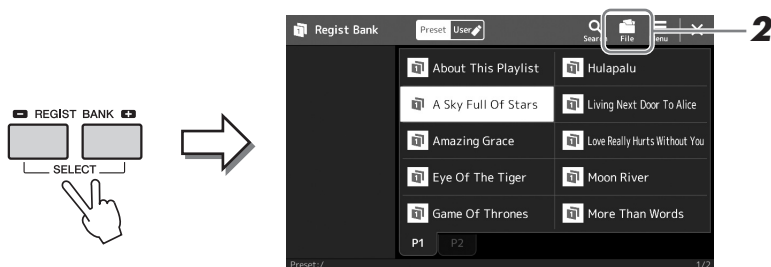 REGIST BANK
SELECT
Regist Bank Preset User Search File Menu
2
About This Playlist Hulapalu
A Sky Full Of Stars Living Next Door To Alice
Amazing Grace Love Really Hurts Without You
Eye Of The Tiger Moon River
Game Of Thrones More Than Words
P1 P2
Preset:/ 1/2